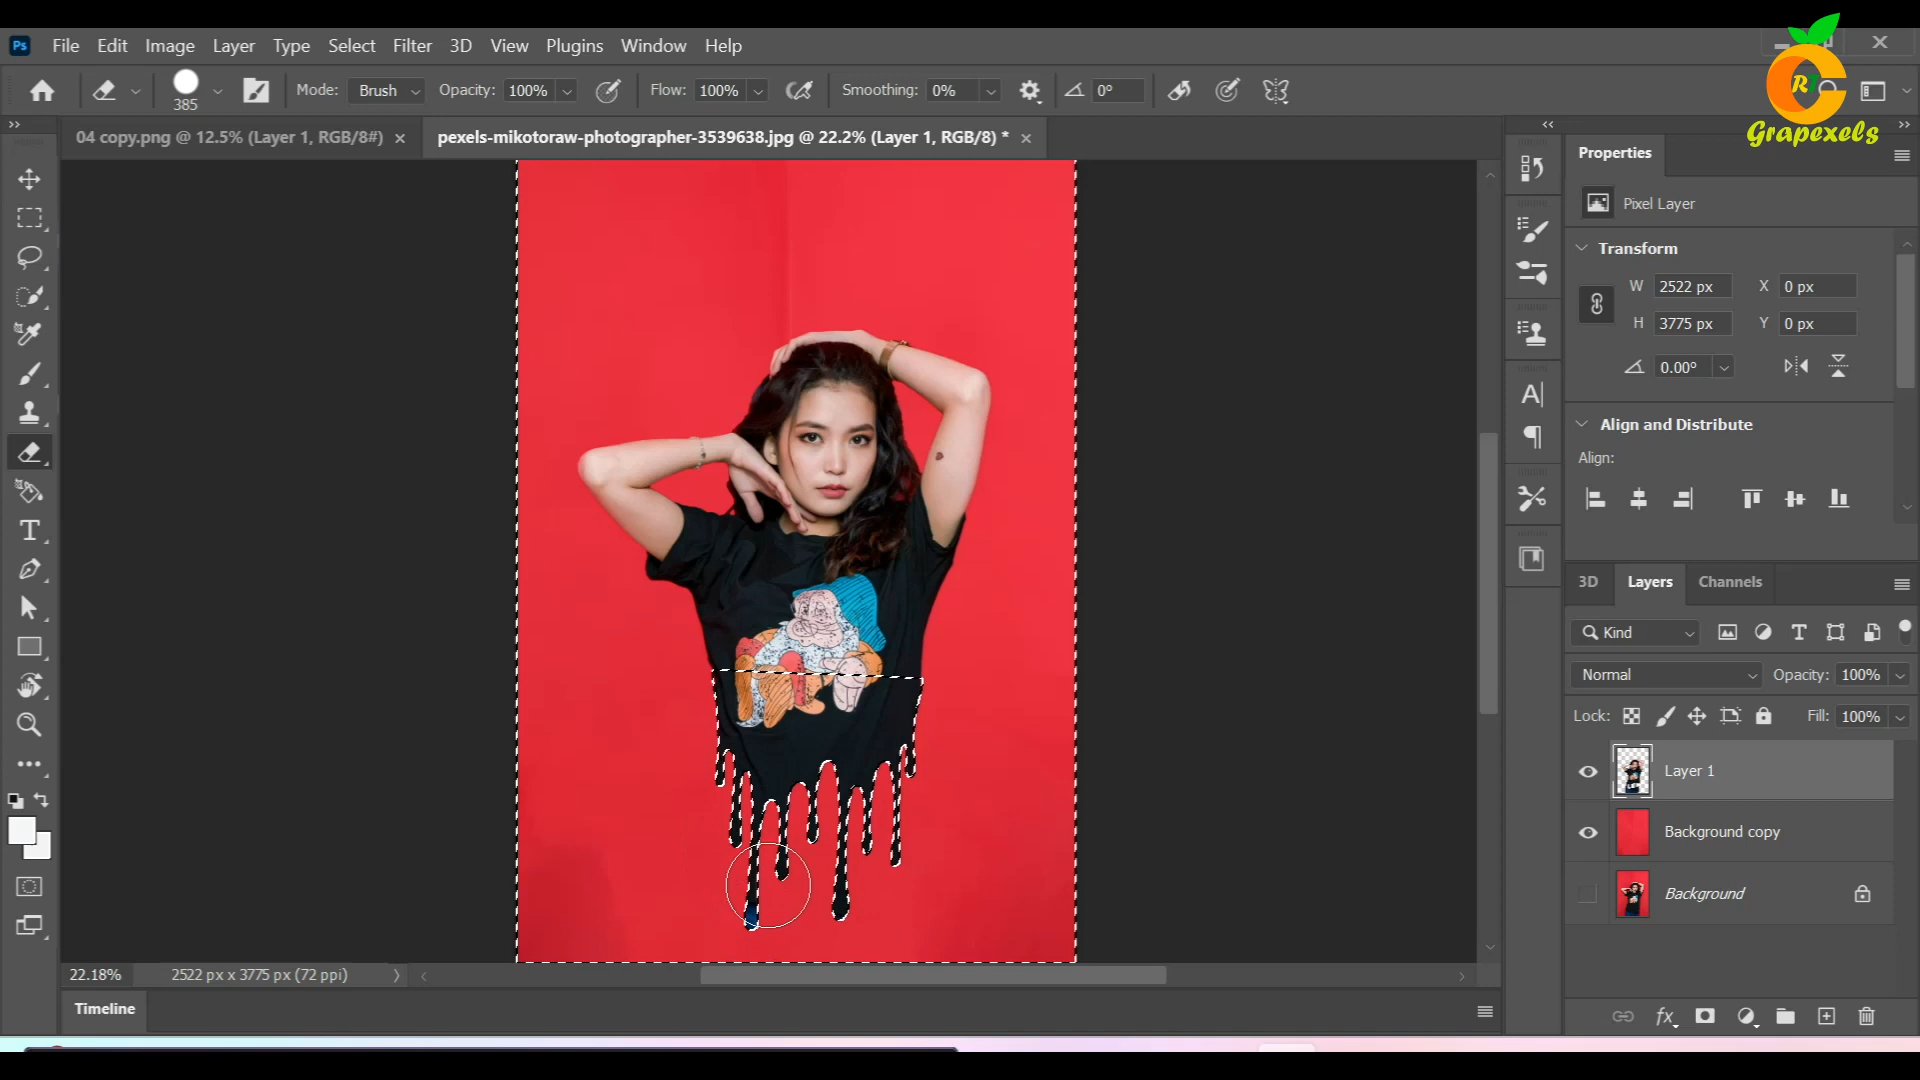 Ps File Edit Image Layer Type Select Filter 3D View Plugins Window Help
385 Mode: Brush Opacity: 100% Flow: 100% Smoothing: 0% 0°
RT
Grapexels
04 copy.png @ 12.5% (Layer 1, RGB/8#) × pexels-mikotoraw-photographer-3539638.jpg @ 22.2% (Layer 1, RGB/8) * ×
Properties
Pixel Layer
Transform
W 2522 px X 0 px
H 3775 px Y 0 px
0.00°
Align and Distribute
Align:
3D Layers Channels
Kind
Normal Opacity: 100%
Lock: Fill: 100%
Layer 1
Background copy
Background
fx
22.18% 2522 px x 3775 px (72 ppi)
Timeline